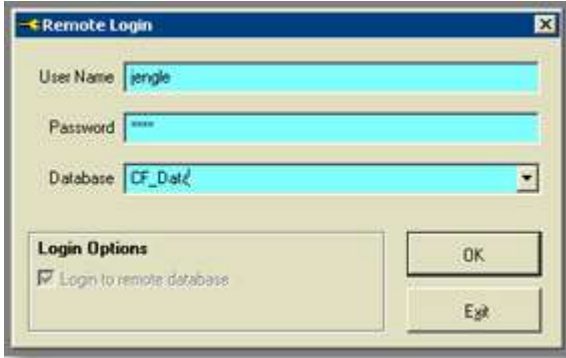 Remote Login
User Name jengle
Password ****
Database CF_Data
Login Options
Login to remote database
OK
Exit